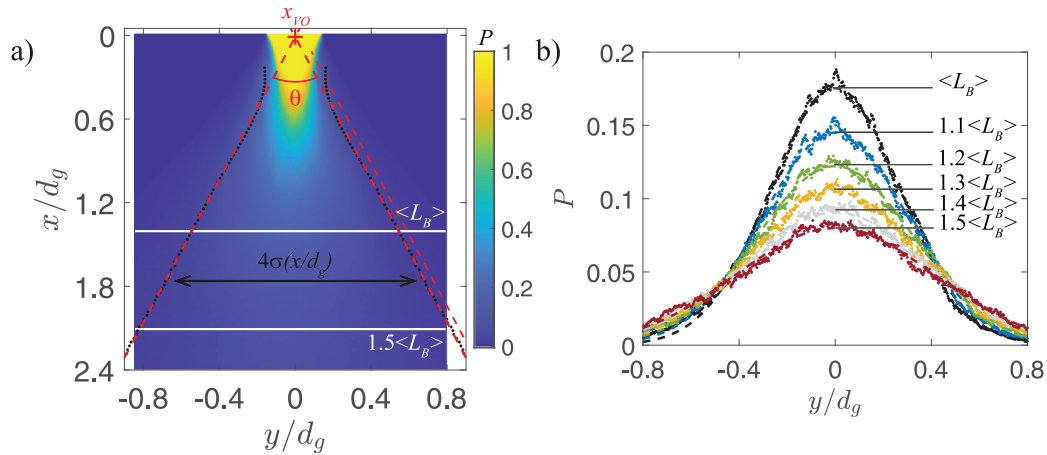 a)
x_VO
P
0
0.6
1.2
1.8
2.4
x/d_g
θ
1
0.8
0.6
0.4
0.2
0
<L_B>
4σ(x/d_g)
1.5<L_B>
-0.8 -0.4 0 0.4 0.8
y/d_g
b)
P
0.2
0.15
0.1
0.05
0
<L_B>
1.1<L_B>
1.2<L_B>
1.3<L_B>
1.4<L_B>
1.5<L_B>
-0.8 -0.4 0 0.4 0.8
y/d_g